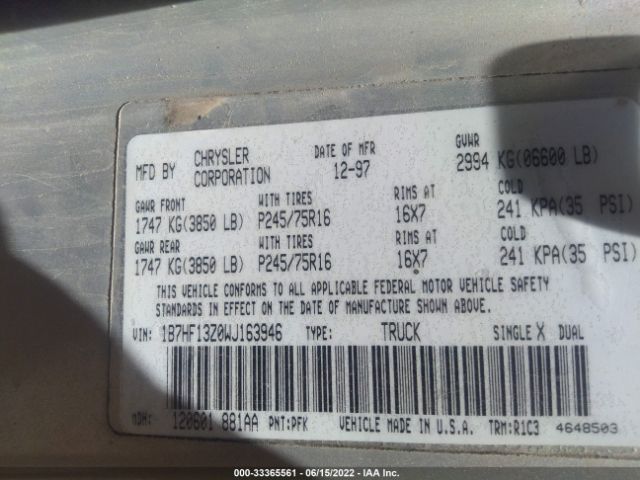 MFD BY CHRYSLER CORPORATION DATE OF MFR 12-97 GVWR 2994 KG(06600 LB)
GAWR FRONT WITH TIRES RIMS AT COLD
1747 KG(3850 LB) P245/75R16 16X7 241 KPA(35 PSI)
GAWR REAR WITH TIRES RIMS AT COLD
1747 KG(3850 LB) P245/75R16 16X7 241 KPA(35 PSI)
THIS VEHICLE CONFORMS TO ALL APPLICABLE FEDERAL MOTOR VEHICLE SAFETY
STANDARDS IN EFFECT ON THE DATE OF MANUFACTURE SHOWN ABOVE.
VIN: 1B7HF13Z0WJ163946 TYPE: TRUCK SINGLE X DUAL
MDH: 120601 881AA PNT:PFK VEHICLE MADE IN U.S.A. TRM:R1C3 4648503
000-33365561 - 06/15/2022 - IAA Inc.